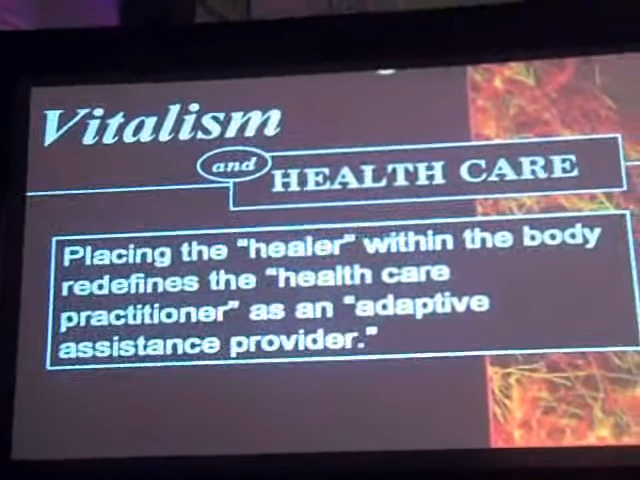 Vitalism
and
HEALTH CARE
Placing the "healer" within the body
redefines the "health care
practitioner" as an "adaptive
assistance provider."